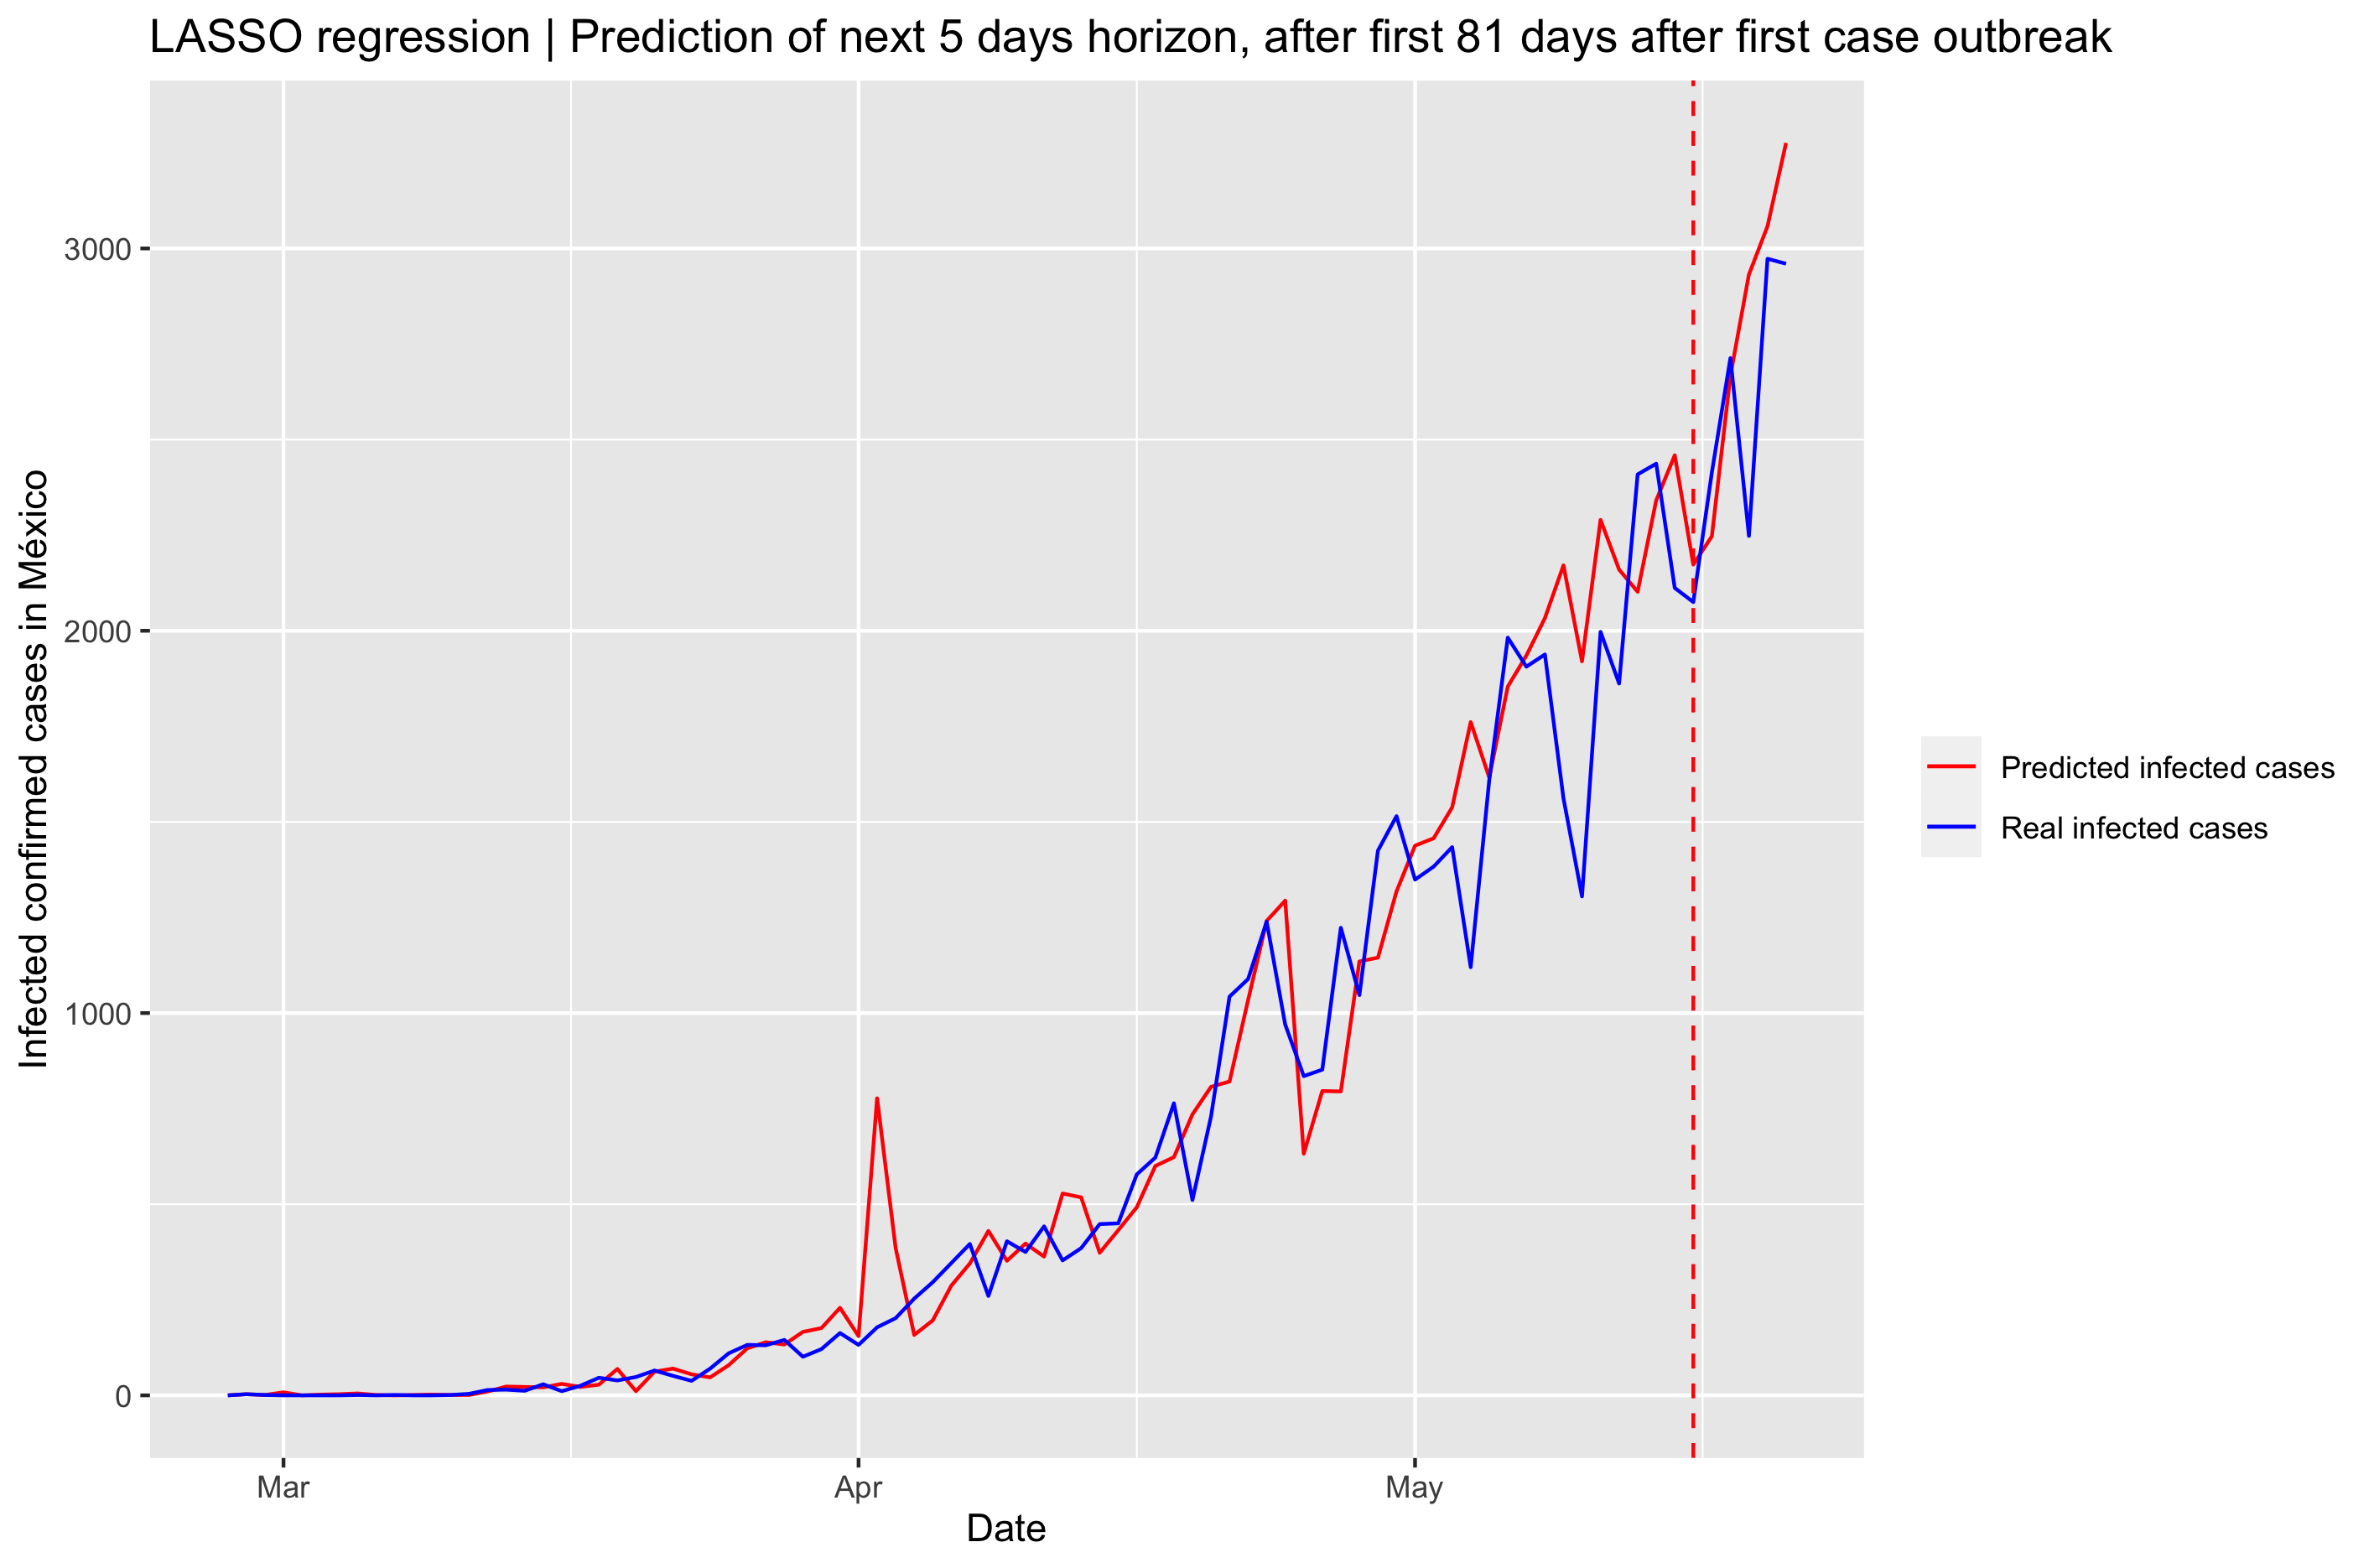 LASSO regression | Prediction of next 5 days horizon, after first 81 days after first case outbreak
Infected confirmed cases in México
3000
2000
1000
0
Mar
Apr
May
Date
Predicted infected cases
Real infected cases